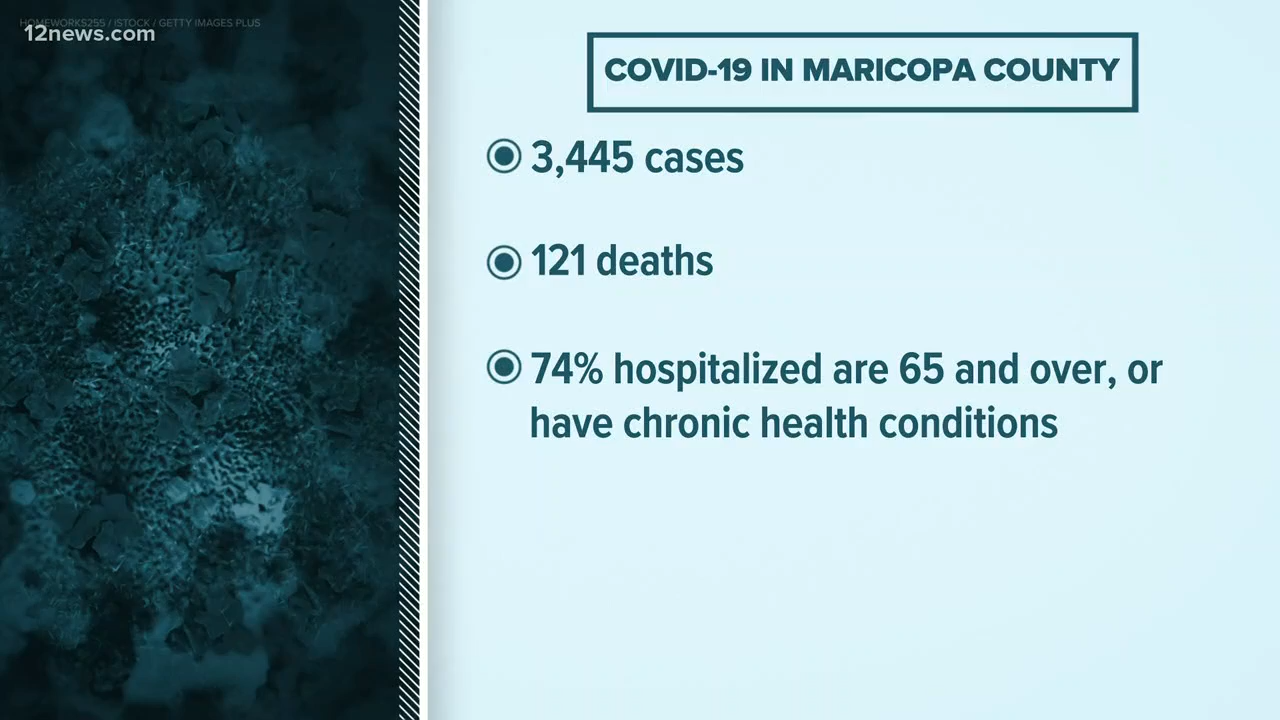 HOMEWORKS255 / ISTOCK / GETTY IMAGES PLUS
12news.com
COVID-19 IN MARICOPA COUNTY
3,445 cases
121 deaths
74% hospitalized are 65 and over, or
have chronic health conditions